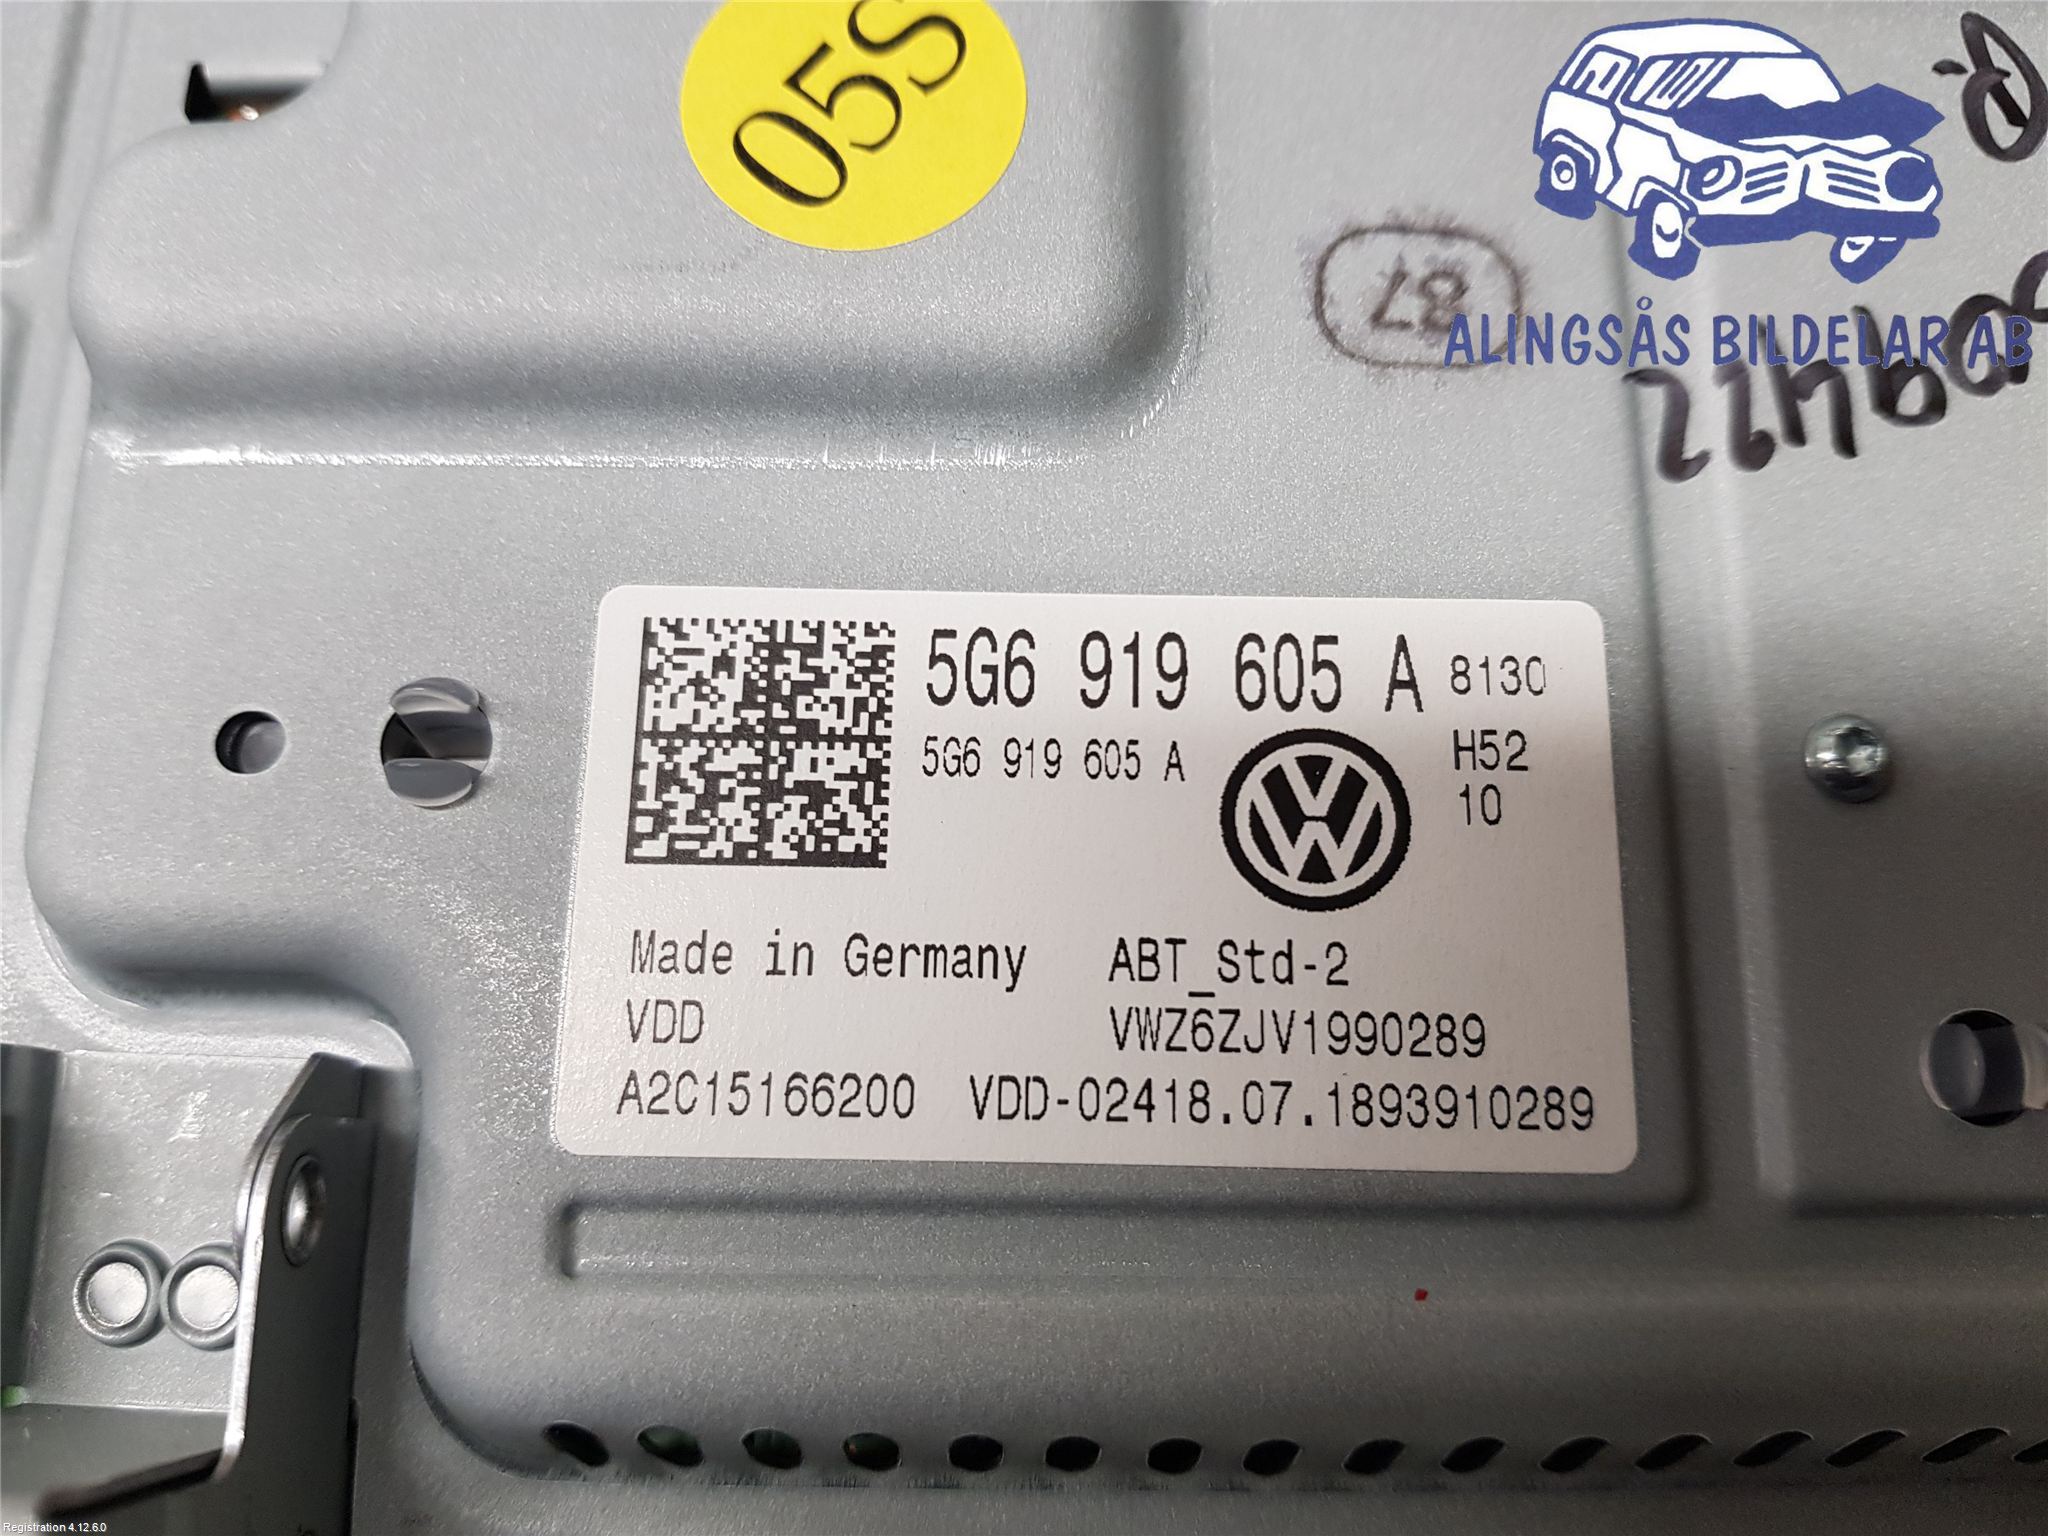 05S
87
ALINGSÅS BILDELAR AB
5G6 919 605 A 8130
5G6 919 605 A
H52
10
Made in Germany ABT_Std-2
VDD VWZ6ZJV1990289
A2C15166200 VDD-02418.07.1893910289
Registration 4.12.6.0